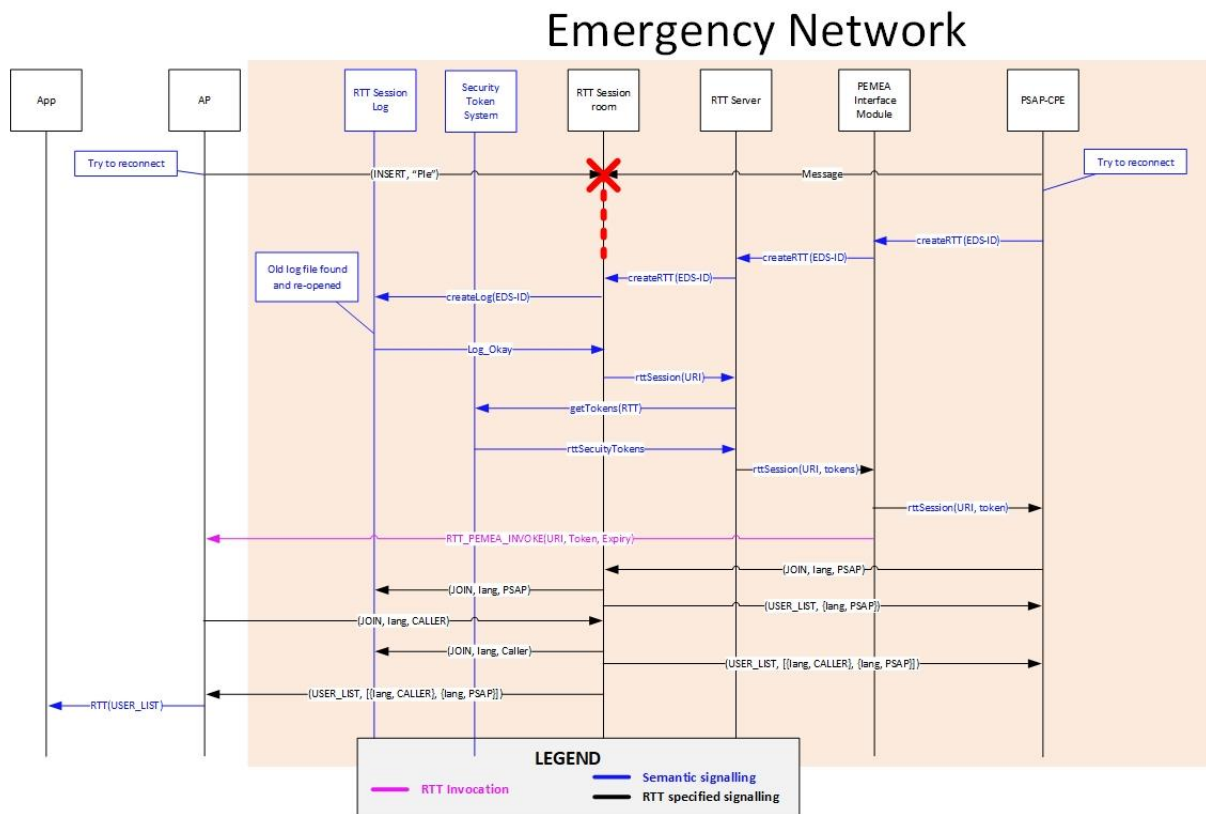 Emergency Network
App
AP
RTT Session
Log
Security
Token
System
RTT Session
room
RTT Server
PEMEA
Interface
Module
PSAP-CPE
Try to reconnect
(INSERT, “Ple”)
Message
Try to reconnect
createRTT(EDS-ID)
createRTT(EDS-ID)
createRTT(EDS-ID)
Old log file found
and re-opened
createLog(EDS-ID)
Log_Okay
rttSession(URI)
getTokens(RTT)
rttSecuityTokens
rttSession(URI, tokens)
rttSession(URI, token)
RTT_PEMEA_INVOKE(URI, Token, Expiry)
(JOIN, lang, PSAP)
(JOIN, lang, PSAP)
(USER_LIST, {lang, PSAP})
(JOIN, lang, CALLER)
(JOIN, lang, Caller)
(USER_LIST, [{lang, CALLER}, {lang, PSAP}])
(USER_LIST, [{lang, CALLER}, {lang, PSAP}])
RTT(USER_LIST)
LEGEND
RTT Invocation
Semantic signalling
RTT specified signalling